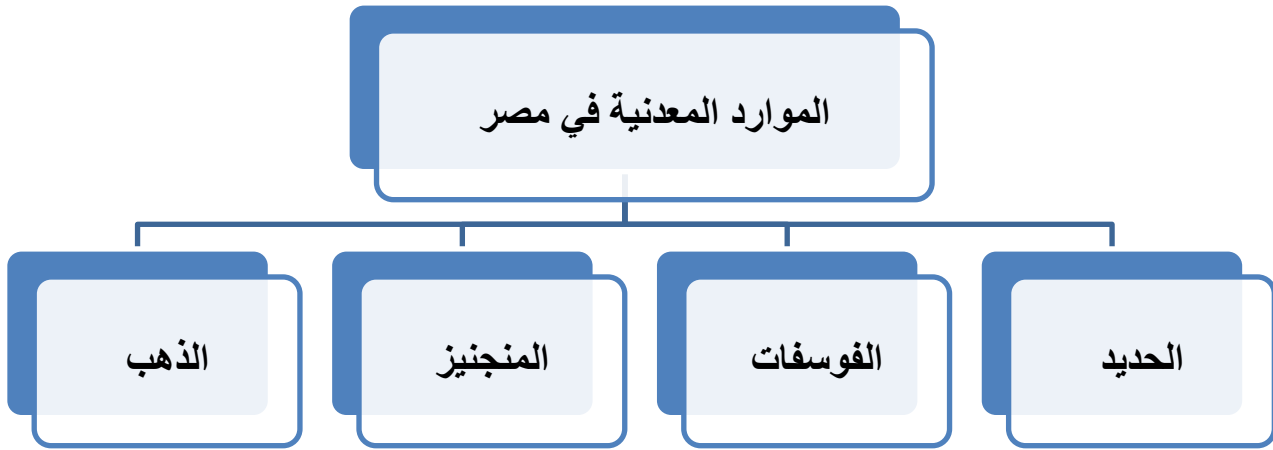 الموارد المعدنية في مصر
الحديد
الفوسفات
المنجنيز
الذهب